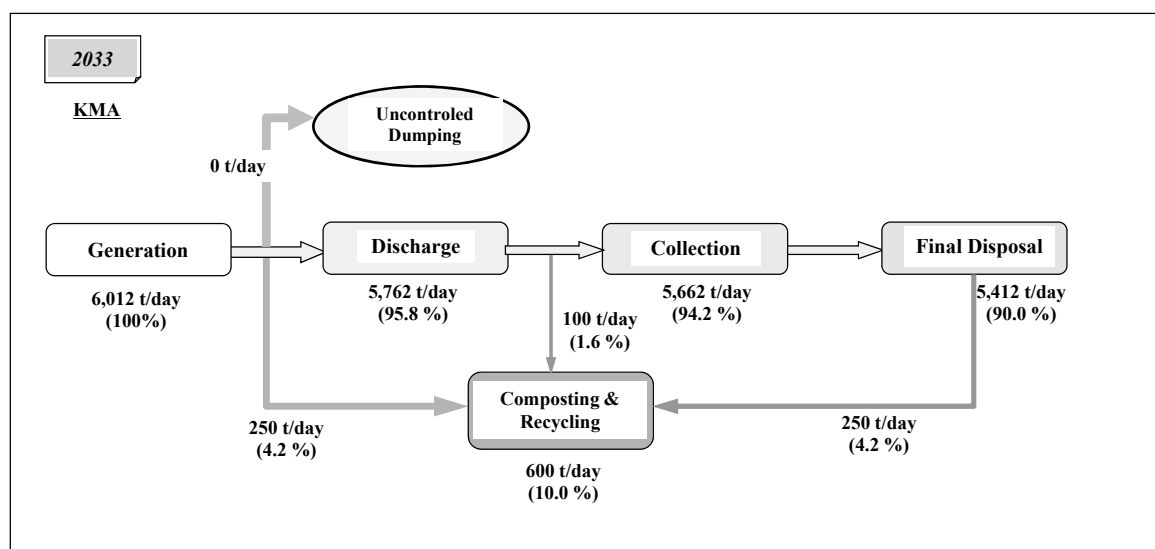 2033
KMA
Uncontroled
Dumping
0 t/day
Generation
6,012 t/day
(100%)
Discharge
5,762 t/day
(95.8 %)
Collection
5,662 t/day
(94.2 %)
Final Disposal
5,412 t/day
(90.0 %)
100 t/day
(1.6 %)
Composting &
Recycling
250 t/day
(4.2 %)
600 t/day
(10.0 %)
250 t/day
(4.2 %)